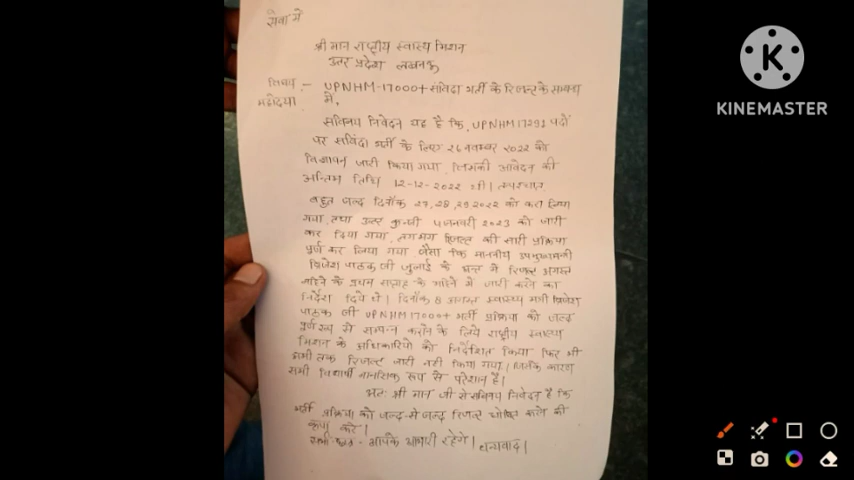 सेवा में
श्री मान राष्ट्रीय स्वास्थ्य मिशन
उत्तर प्रदेश लखनऊ
विषय :- UPNHM-17000+ संविदा भर्ती के रिजल्ट के सम्बन्ध
महोदया में,
सविनय निवेदन यह है कि, UPNHM 17291 पदों
पर संविदा भर्ती के लिए 26 नवम्बर 2022 को
विज्ञापन जारी किया गया, जिसकी आवेदन की
अन्तिम तिथि 12-12-2022 थी। तत्पश्चात
बहुत जल्द दिनाँक 27,28,29 2022 को करा लिया
गया, तथा उत्तर कुन्जी 4 जनवरी 2023 को जारी
कर दिया गया, लगभग रिजल्ट की सारी प्रक्रिया
पूर्ण कर लिया गया जैसा कि माननीय उपमुख्यमंत्री
ब्रिजेश पाठक जी जुलाई के अन्त में रिजल्ट अगस्त
महिने के प्रथम सप्ताह के महिने में जारी करने का
निर्देश दिये थे। दिनाँक 8 अगस्त स्वास्थ्य मंत्री ब्रिजेश
पाठक जी UPNHM 17000+ भर्ती प्रक्रिया को जल्द
पूर्ण रूप से सम्पन्न कराने के लिये राष्ट्रीय स्वास्थ्य
मिशन के अधिकारियो को निर्देशित किया फिर भी
अभी तक रिजल्ट जारी नही किया गया। जिसके कारण
सभी विद्यार्थी मानसिक रूप से परेशान है।
अतः श्री मान जी से सविनय निवेदन है कि
भर्ती प्रक्रिया को जल्द-से जल्द रिजल्ट घोषित करने की
कृपा करे।
आपके आभारी रहेगे। धन्यवाद।
KINEMASTER